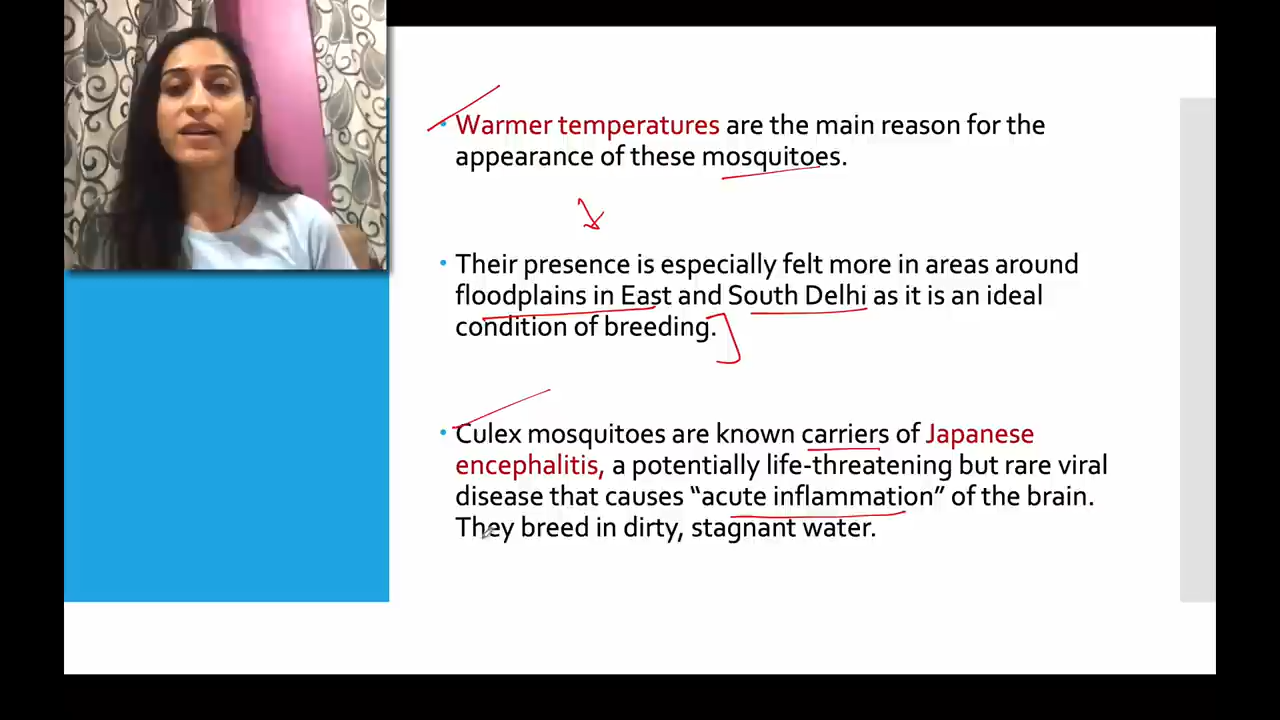 Warmer temperatures are the main reason for the
appearance of these mosquitoes.
Their presence is especially felt more in areas around
floodplains in East and South Delhi as it is an ideal
condition of breeding.
Culex mosquitoes are known carriers of Japanese
encephalitis, a potentially life-threatening but rare viral
disease that causes “acute inflammation” of the brain.
They breed in dirty, stagnant water.